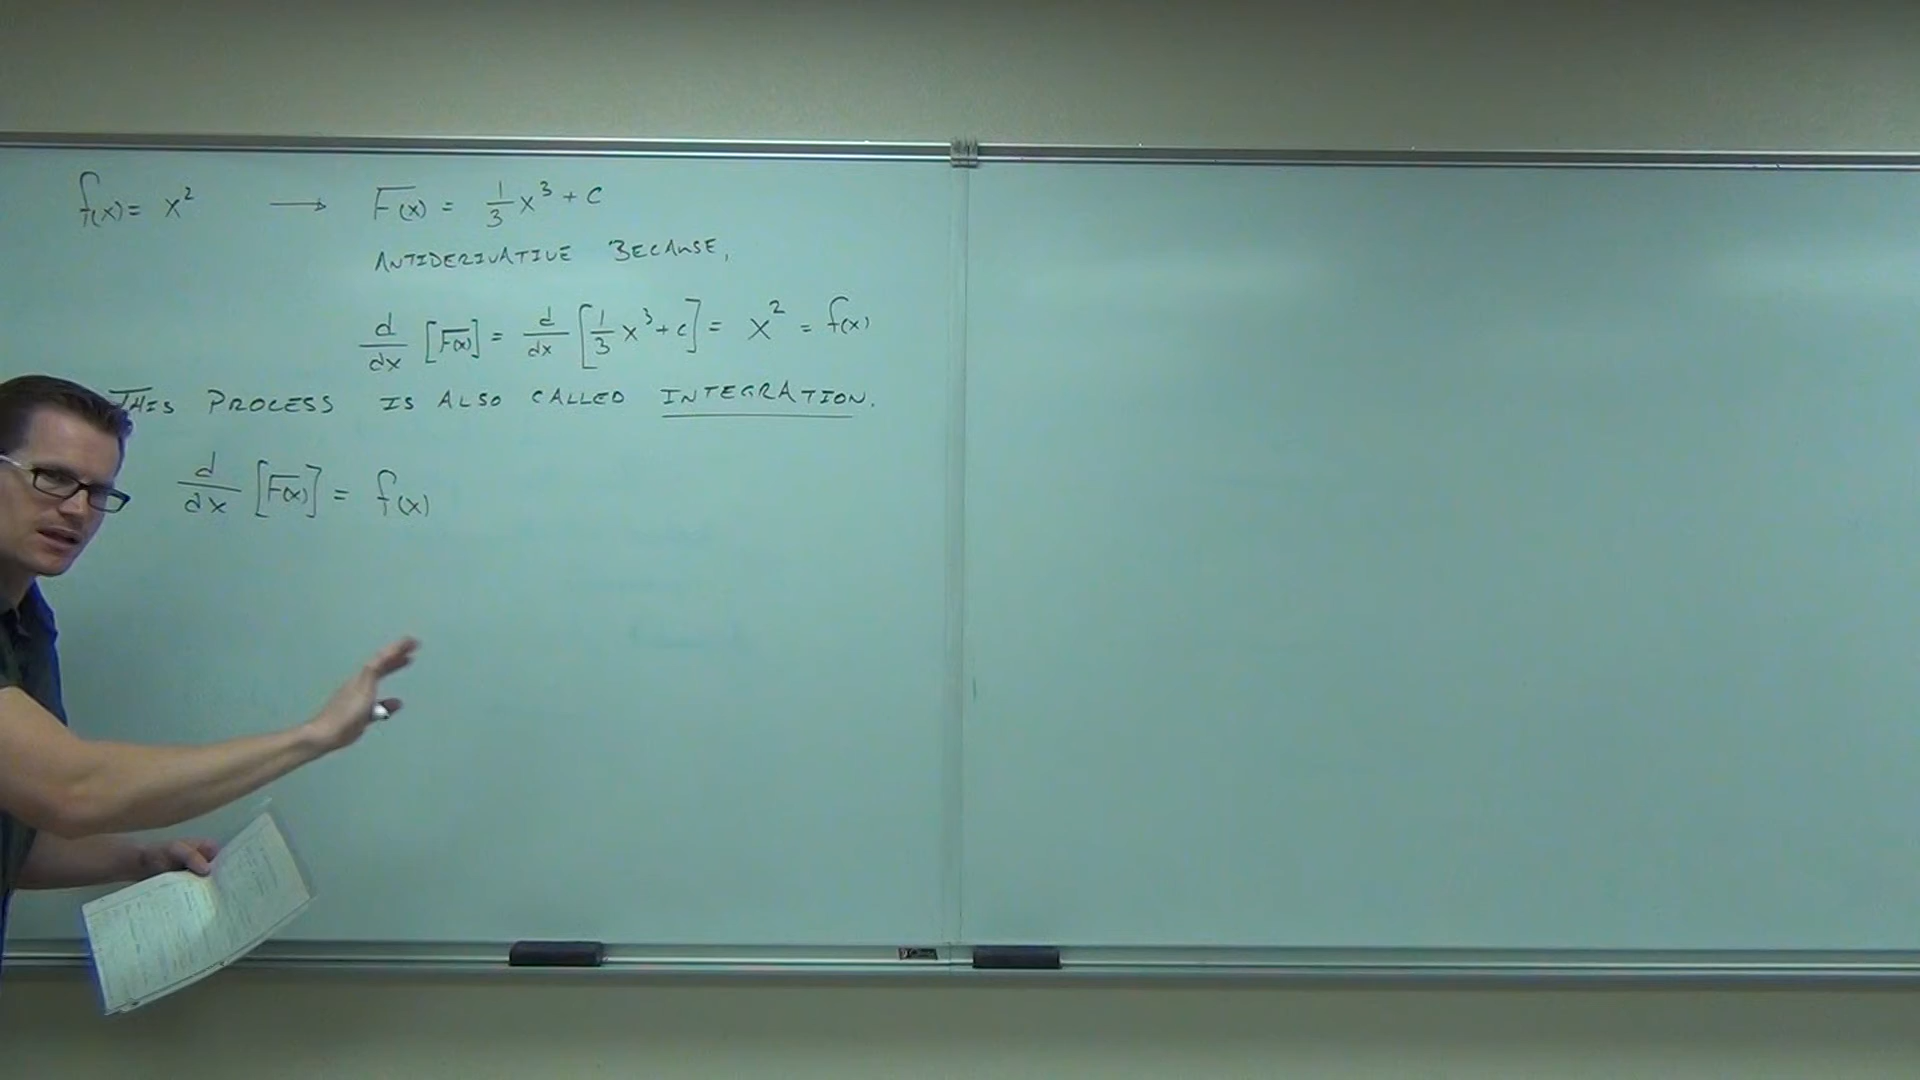 f(x) = x² → F(x) = 1/3 x³ + C
ANTIDERIVATIVE BECAUSE,
d/dx [F(x)] = d/dx [1/3 x³ + C] = x² = f(x)
THIS PROCESS IS ALSO CALLED INTEGRATION.
d/dx [F(x)] = f(x)